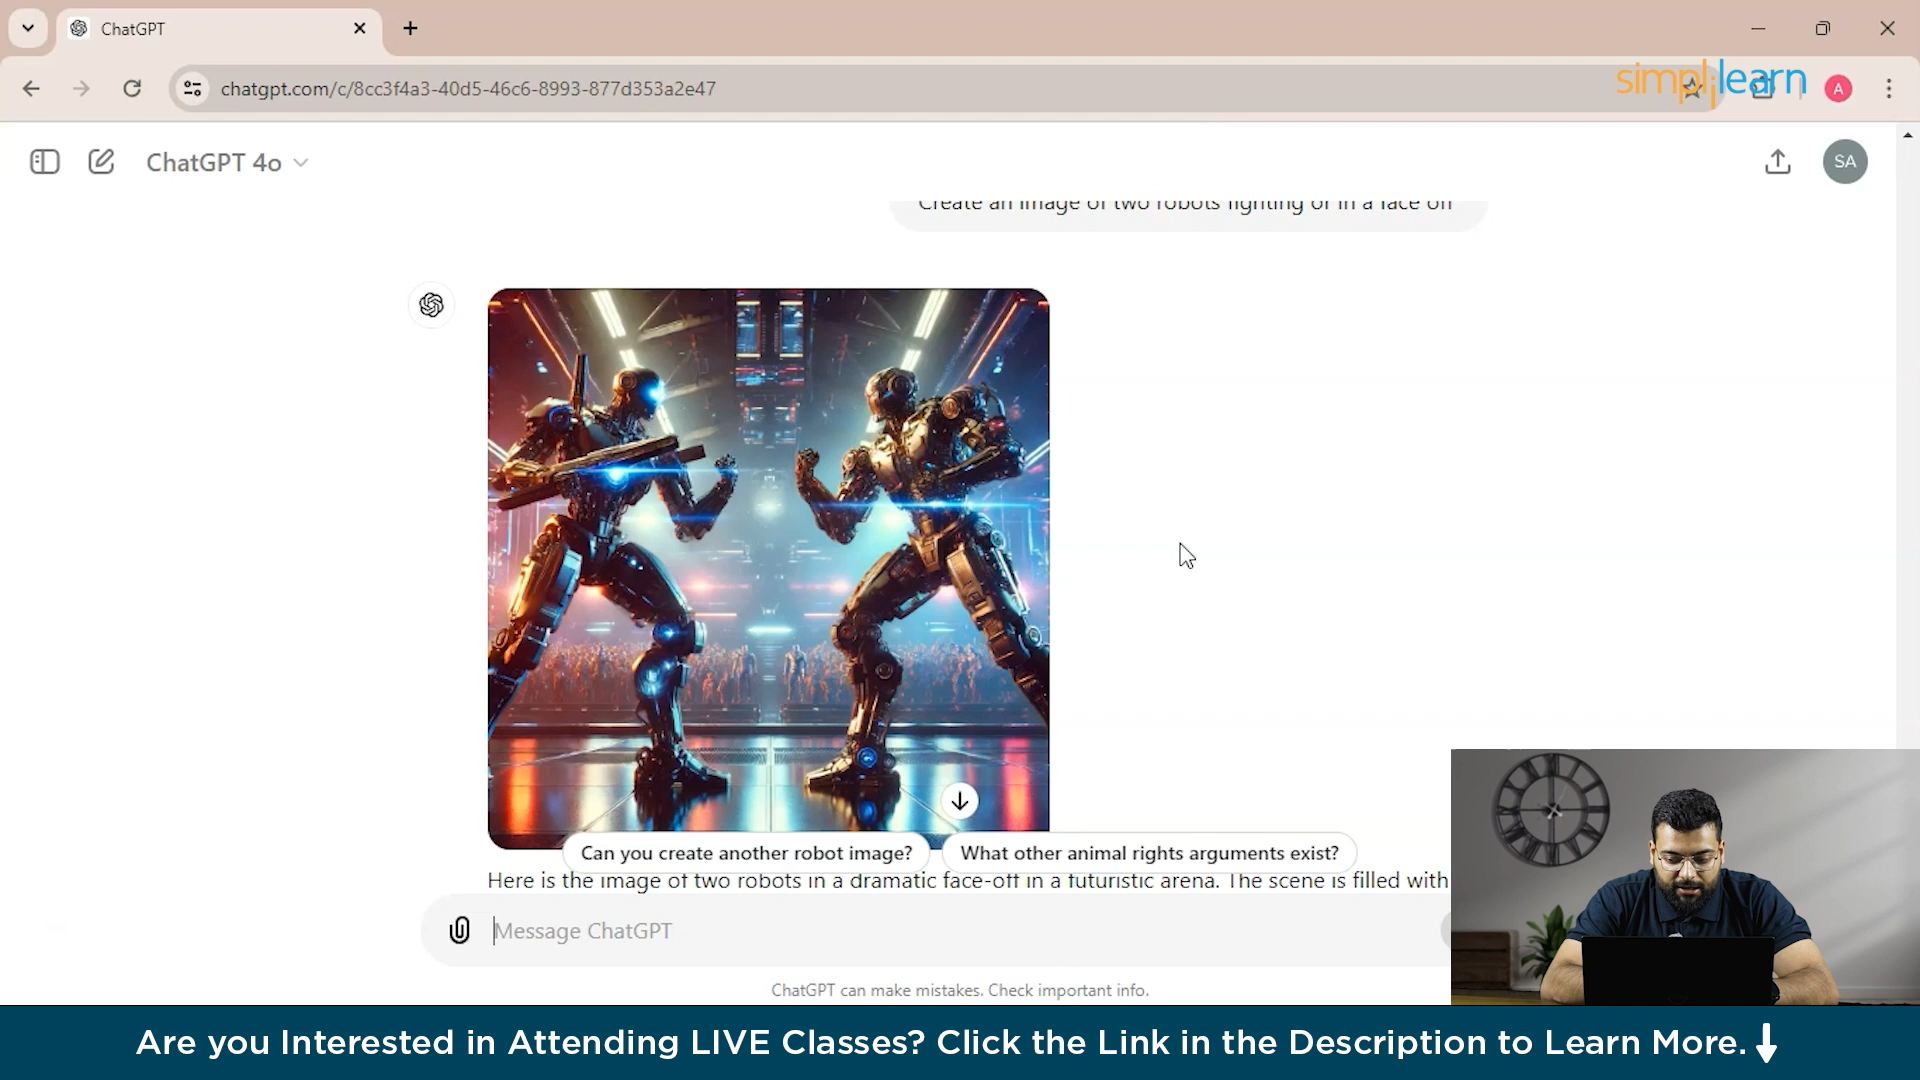 ChatGPT
chatgpt.com/c/8cc3f4a3-40d5-46c6-8993-877d353a2e47
simplilearn
A
ChatGPT 4o
SA
Create an image of two robots fighting or in a face off
Can you create another robot image?
What other animal rights arguments exist?
Here is the image of two robots in a dramatic face-off in a futuristic arena. The scene is filled with
Message ChatGPT
ChatGPT can make mistakes. Check important info.
Are you Interested in Attending LIVE Classes? Click the Link in the Description to Learn More.